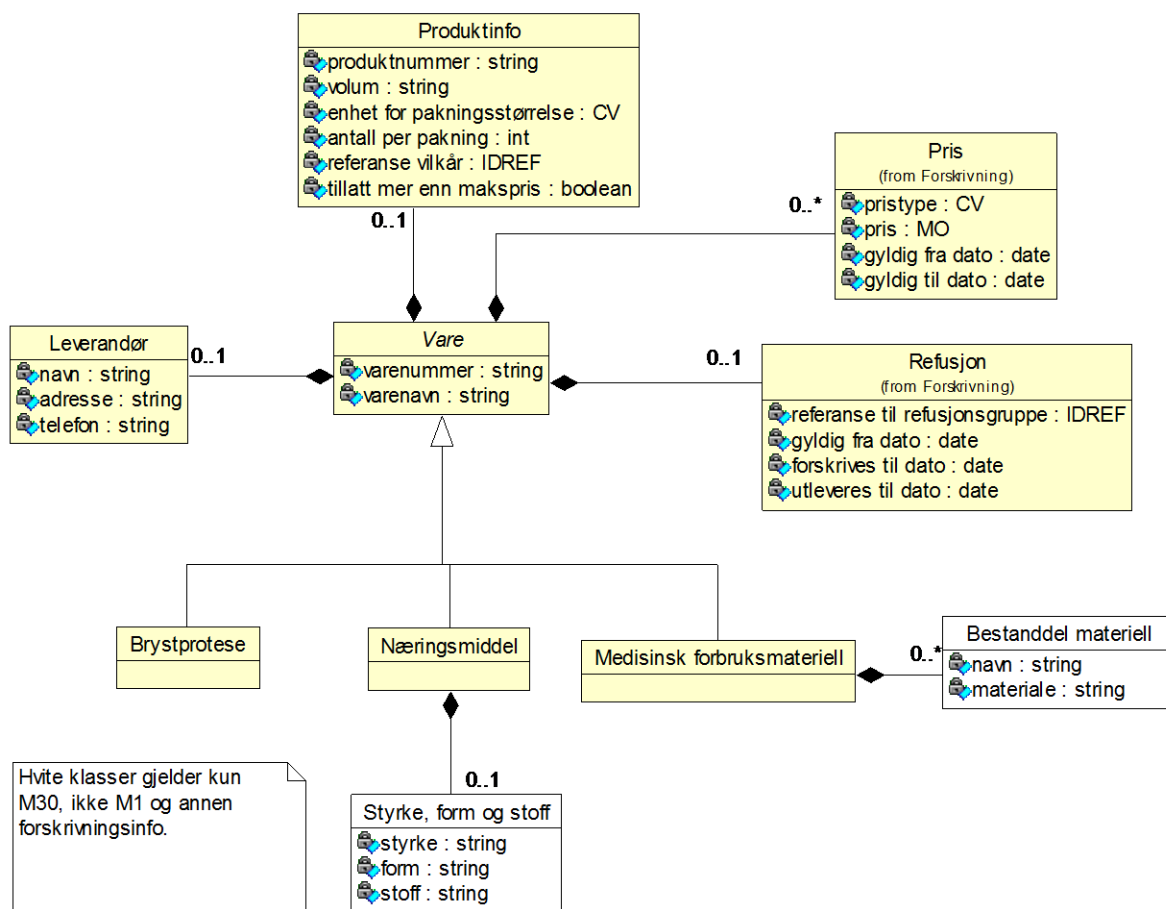 Produktinfo
produktnummer : string
volum : string
enhet for pakningsstørrelse : CV
antall per pakning : int
referanse vilkår : IDREF
tillatt mer enn makspris : boolean
0..1
Pris
(from Forskrivning)
pristype : CV
pris : MO
gyldig fra dato : date
gyldig til dato : date
0..*
Leverandør
navn : string
adresse : string
telefon : string
0..1
Vare
varenummer : string
varenavn : string
0..1
Refusjon
(from Forskrivning)
referanse til refusjonsgruppe : IDREF
gyldig fra dato : date
forskrives til dato : date
utleveres til dato : date
Brystprotese
Næringsmiddel
Medisinsk forbruksmateriell
0..*
Bestanddel materiell
navn : string
materiale : string
Hvite klasser gjelder kun
M30, ikke M1 og annen
forskrivningsinfo.
0..1
Styrke, form og stoff
styrke : string
form : string
stoff : string